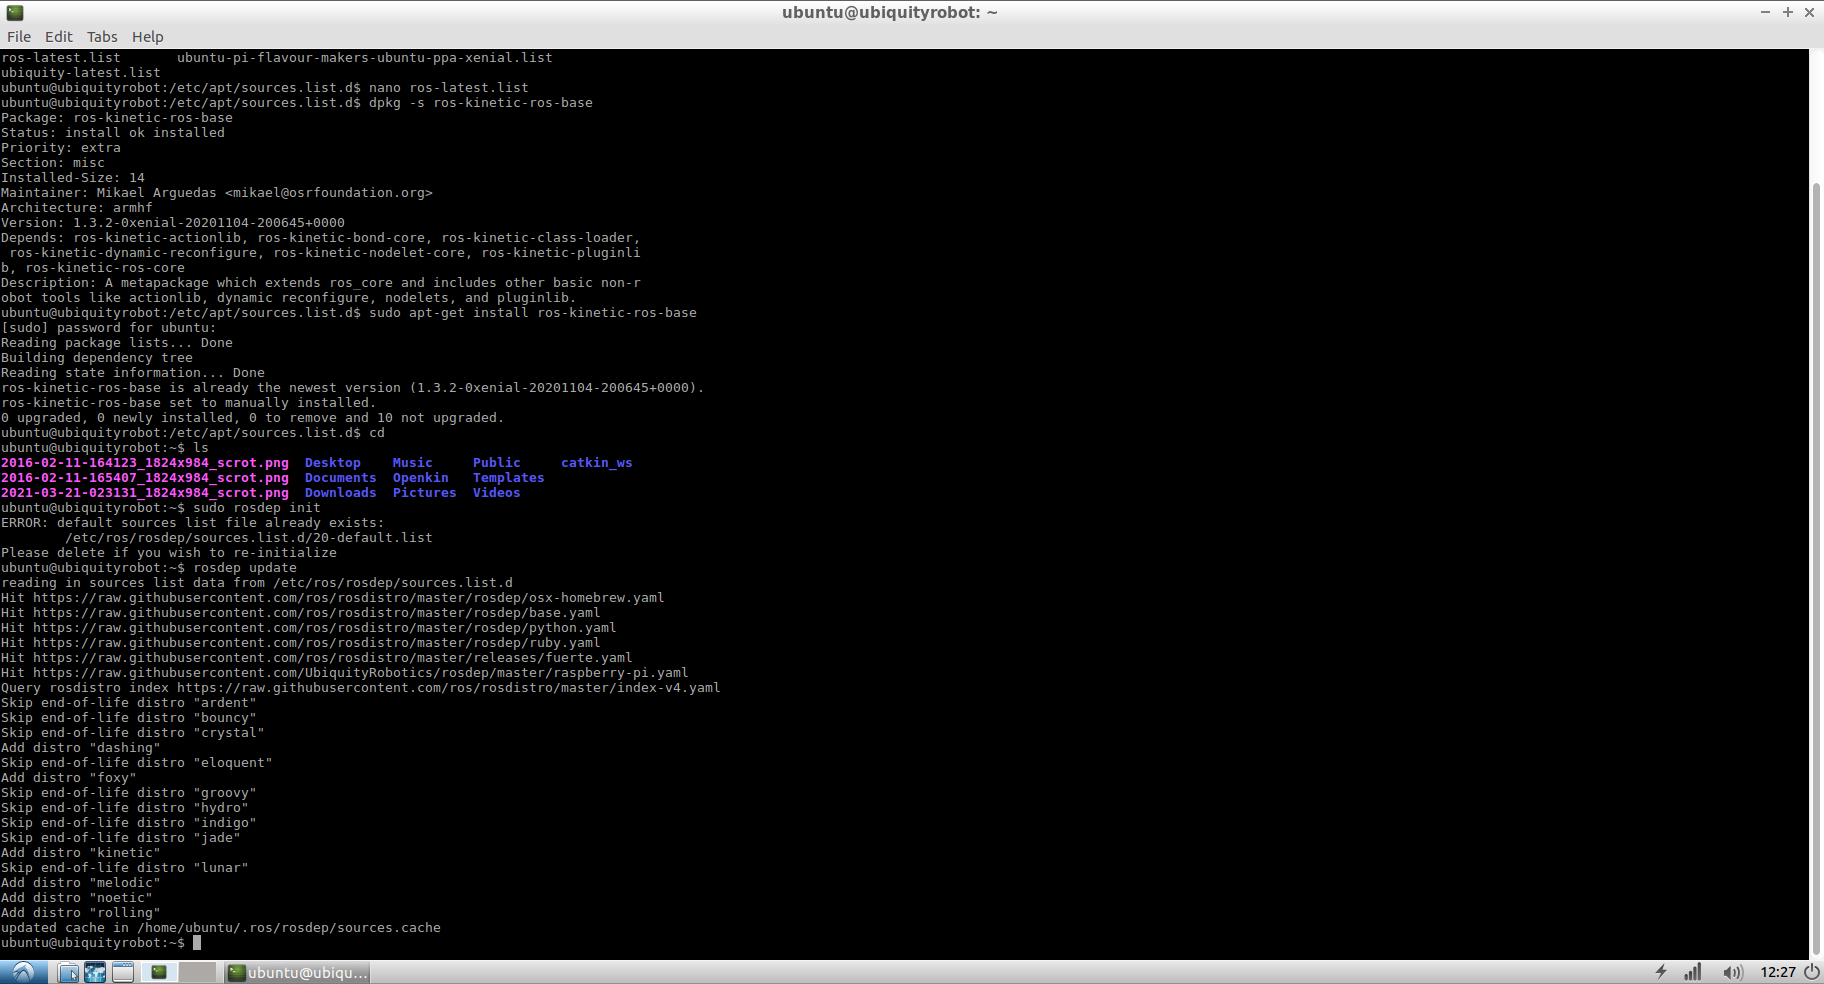 ubuntu@ubiquityrobot: ~
File Edit Tabs Help
ros-latest.list       ubuntu-pi-flavour-makers-ubuntu-ppa-xenial.list
ubiquity-latest.list
ubuntu@ubiquityrobot:/etc/apt/sources.list.d$ nano ros-latest.list
ubuntu@ubiquityrobot:/etc/apt/sources.list.d$ dpkg -s ros-kinetic-ros-base
Package: ros-kinetic-ros-base
Status: install ok installed
Priority: extra
Section: misc
Installed-Size: 14
Maintainer: Mikael Arguedas <mikael@osrfoundation.org>
Architecture: armhf
Version: 1.3.2-0xenial-20201104-200645+0000
Depends: ros-kinetic-actionlib, ros-kinetic-bond-core, ros-kinetic-class-loader,
 ros-kinetic-dynamic-reconfigure, ros-kinetic-nodelet-core, ros-kinetic-pluginli
b, ros-kinetic-ros-core
Description: A metapackage which extends ros_core and includes other basic non-r
obot tools like actionlib, dynamic reconfigure, nodelets, and pluginlib.
ubuntu@ubiquityrobot:/etc/apt/sources.list.d$ sudo apt-get install ros-kinetic-ros-base
[sudo] password for ubuntu:
Reading package lists... Done
Building dependency tree
Reading state information... Done
ros-kinetic-ros-base is already the newest version (1.3.2-0xenial-20201104-200645+0000).
ros-kinetic-ros-base set to manually installed.
0 upgraded, 0 newly installed, 0 to remove and 10 not upgraded.
ubuntu@ubiquityrobot:/etc/apt/sources.list.d$ cd
ubuntu@ubiquityrobot:~$ ls
2016-02-11-164123_1824x984_scrot.png  Desktop    Music     Public     catkin_ws
2016-02-11-165407_1824x984_scrot.png  Documents  Openkin   Templates
2021-03-21-023131_1824x984_scrot.png  Downloads  Pictures  Videos
ubuntu@ubiquityrobot:~$ sudo rosdep init
ERROR: default sources list file already exists:
        /etc/ros/rosdep/sources.list.d/20-default.list
Please delete if you wish to re-initialize
ubuntu@ubiquityrobot:~$ rosdep update
reading in sources list data from /etc/ros/rosdep/sources.list.d
Hit https://raw.githubusercontent.com/ros/rosdistro/master/rosdep/osx-homebrew.yaml
Hit https://raw.githubusercontent.com/ros/rosdistro/master/rosdep/base.yaml
Hit https://raw.githubusercontent.com/ros/rosdistro/master/rosdep/python.yaml
Hit https://raw.githubusercontent.com/ros/rosdistro/master/rosdep/ruby.yaml
Hit https://raw.githubusercontent.com/ros/rosdistro/master/releases/fuerte.yaml
Hit https://raw.githubusercontent.com/UbiquityRobotics/rosdep/master/raspberry-pi.yaml
Query rosdistro index https://raw.githubusercontent.com/ros/rosdistro/master/index-v4.yaml
Skip end-of-life distro "ardent"
Skip end-of-life distro "bouncy"
Skip end-of-life distro "crystal"
Add distro "dashing"
Skip end-of-life distro "eloquent"
Add distro "foxy"
Skip end-of-life distro "groovy"
Skip end-of-life distro "hydro"
Skip end-of-life distro "indigo"
Skip end-of-life distro "jade"
Add distro "kinetic"
Skip end-of-life distro "lunar"
Add distro "melodic"
Add distro "noetic"
Add distro "rolling"
updated cache in /home/ubuntu/.ros/rosdep/sources.cache
ubuntu@ubiquityrobot:~$
ubuntu@ubiqu... 12:27